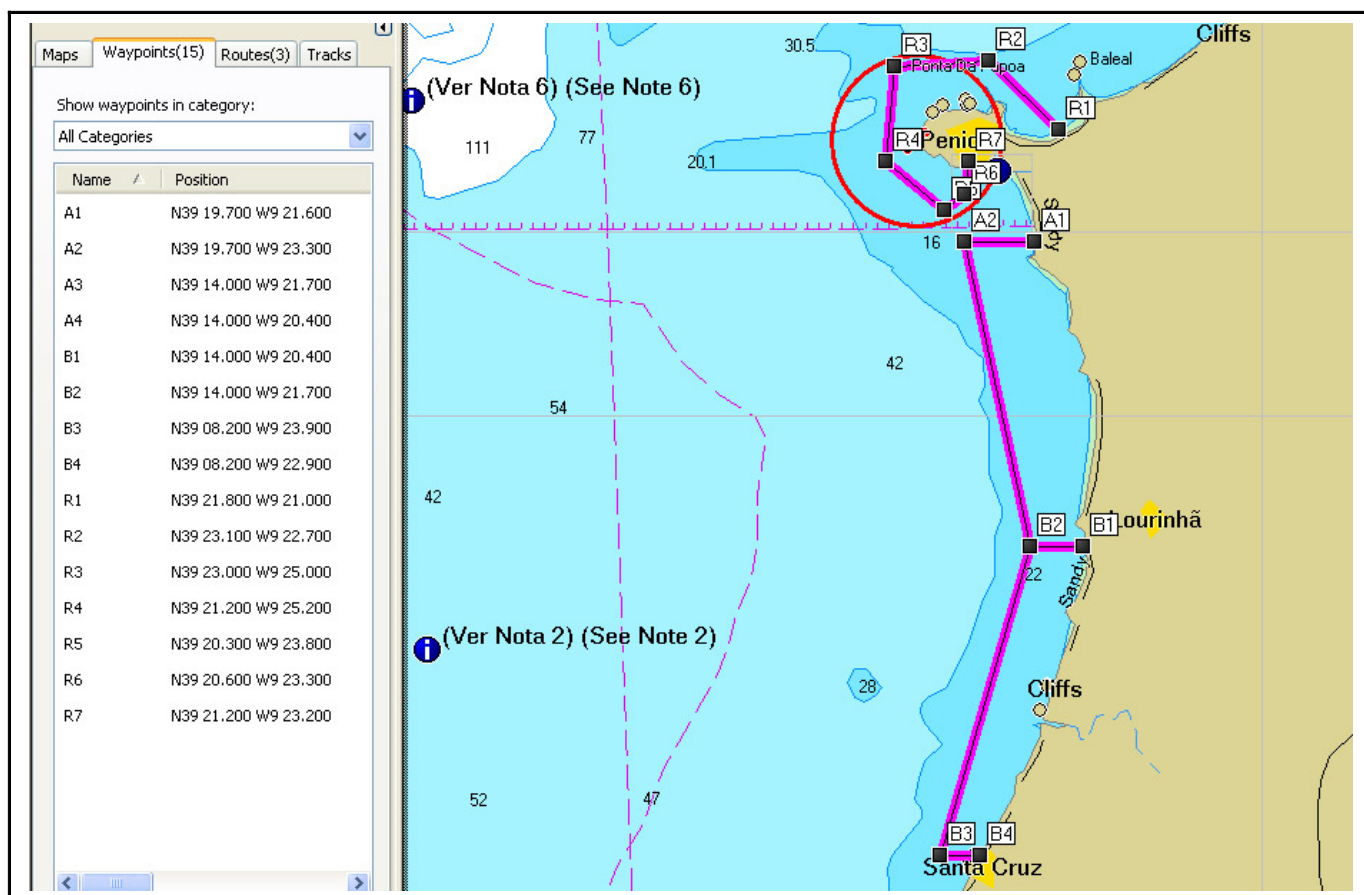 Maps Waypoints(15) Routes(3) Tracks
Show waypoints in category:
All Categories
Name Position
A1 N39 19.700 W9 21.600
A2 N39 19.700 W9 23.300
A3 N39 14.000 W9 21.700
A4 N39 14.000 W9 20.400
B1 N39 14.000 W9 20.400
B2 N39 14.000 W9 21.700
B3 N39 08.200 W9 23.900
B4 N39 08.200 W9 22.900
R1 N39 21.800 W9 21.000
R2 N39 23.100 W9 22.700
R3 N39 23.000 W9 25.000
R4 N39 21.200 W9 25.200
R5 N39 20.300 W9 23.800
R6 N39 20.600 W9 23.300
R7 N39 21.200 W9 23.200
Cliffs
30.5
R3
R2
Ponta Da
Baleal
i (Ver Nota 6) (See Note 6)
R1
77
111
20.1
R4
R7
R6
A2
A1
16
42
54
42
B2
B1
Lourinhã
22
Sandy
i (Ver Nota 2) (See Note 2)
28
Cliffs
52
47
B3
B4
Santa Cruz